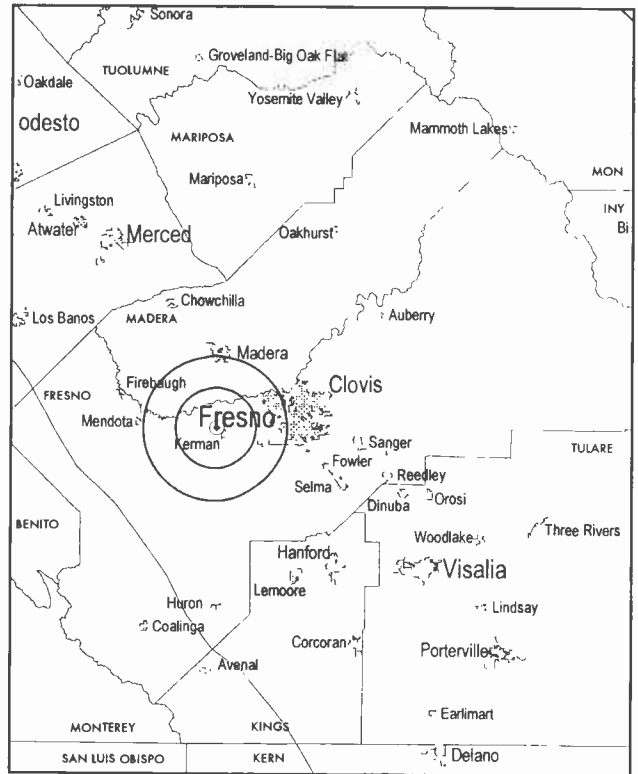 Sonora
Groveland-Big Oak Flat
TUOLUMNE
Oakdale
Yosemite Valley
odesto
Mammoth Lakes
MARIPOSA
Mariposa
MON
Livingston
INY
Atwater
Merced
Oakhurst
Bi
Chowchilla
Los Banos
MADERA
Auberry
Madera
Firebaugh
Clovis
FRESNO
Mendota
Fresno
Kerman
Sanger
TULARE
Fowler
Reedley
Selma
Dinuba
Orosi
BENITO
Woodlake
Three Rivers
Hanford
Visalia
Lemoore
Huron
Lindsay
Coalinga
Corcoran
Porterville
Avenal
Earlimart
MONTEREY
KINGS
SAN LUIS OBISPO
KERN
Delano